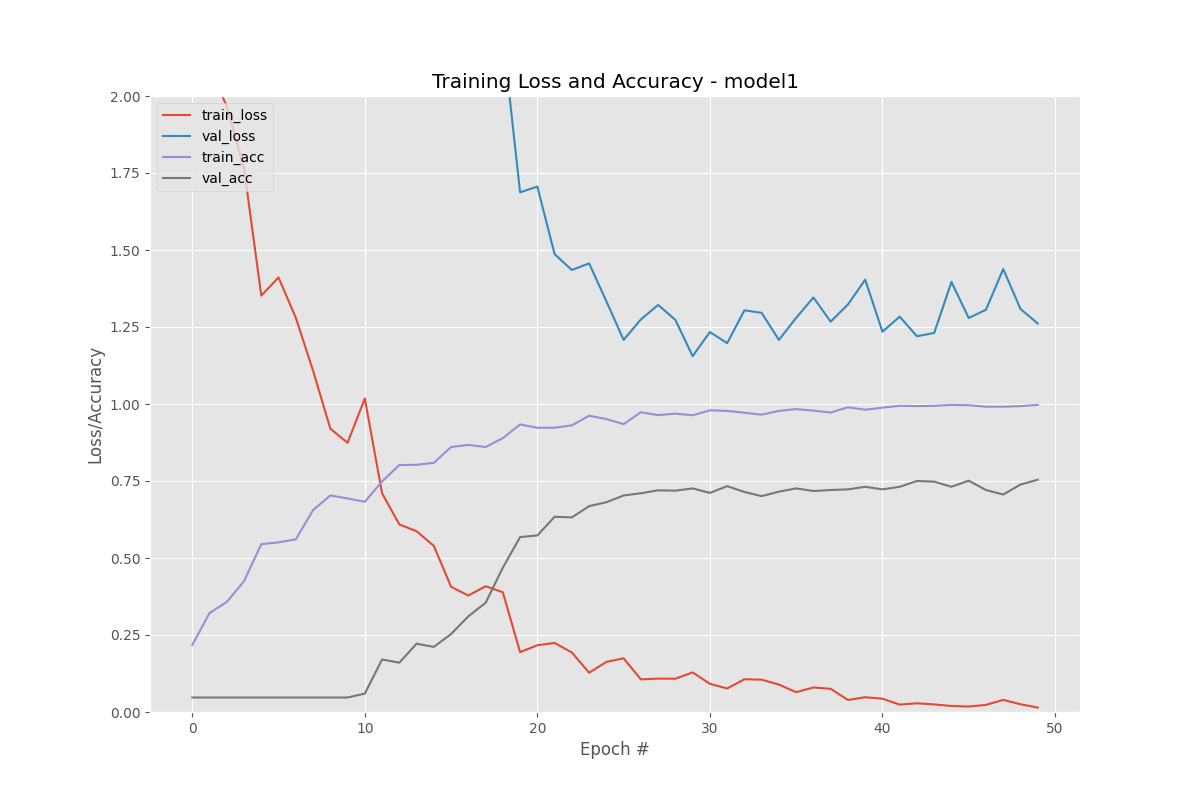 Training Loss and Accuracy - model1
2.00
train_loss
val_loss
train_acc
val_acc
1.75
1.50
1.25
1.00
0.75
0.50
0.25
0.00
Loss/Accuracy
0 10 20 30 40 50
Epoch #